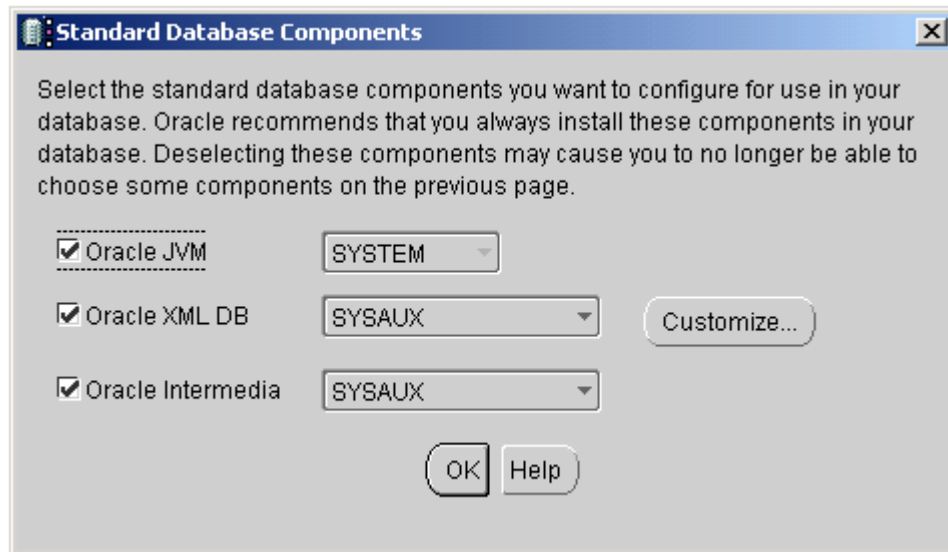 Standard Database Components
Select the standard database components you want to configure for use in your
database. Oracle recommends that you always install these components in your
database. Deselecting these components may cause you to no longer be able to
choose some components on the previous page.
Oracle JVM SYSTEM
Oracle XML DB SYSAUX Customize...
Oracle Intermedia SYSAUX
OK Help